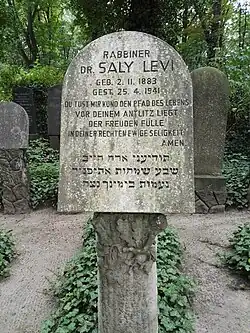 RABBINER
DR. SALY LEVI
GEB. 2. 11. 1883
GEST. 25. 4. 1941
DU TUST MIR KUND DEN PFAD DES LEBENS
VOR DEINEM ANTLITZ LIEGT
DER FREUDEN FÜLLE
IN DEINER RECHTEN EWIGE SELIGKEIT
AMEN
תודיעני ארח חיים
שבע שמחות את פניך
נעמות בימינך נצח